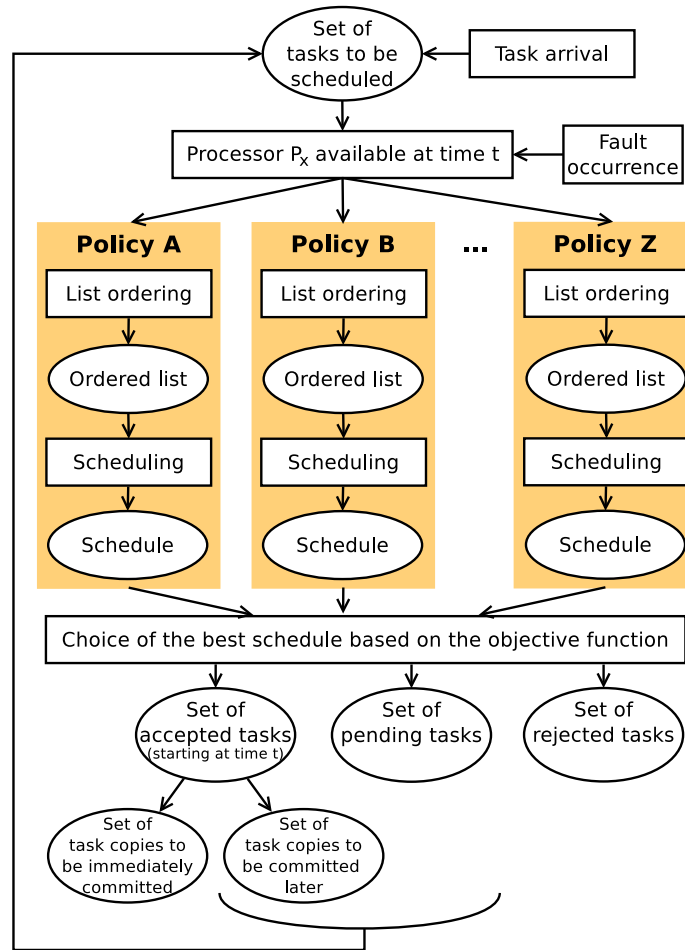 Set of
tasks to be
scheduled
Task arrival
Processor Px available at time t
Fault
occurrence
Policy A
Policy B
...
Policy Z
List ordering
List ordering
List ordering
Ordered list
Ordered list
Ordered list
Scheduling
Scheduling
Scheduling
Schedule
Schedule
Schedule
Choice of the best schedule based on the objective function
Set of
accepted tasks
(starting at time t)
Set of
pending tasks
Set of
rejected tasks
Set of
task copies to
be immediately
committed
Set of
task copies to
be committed
later